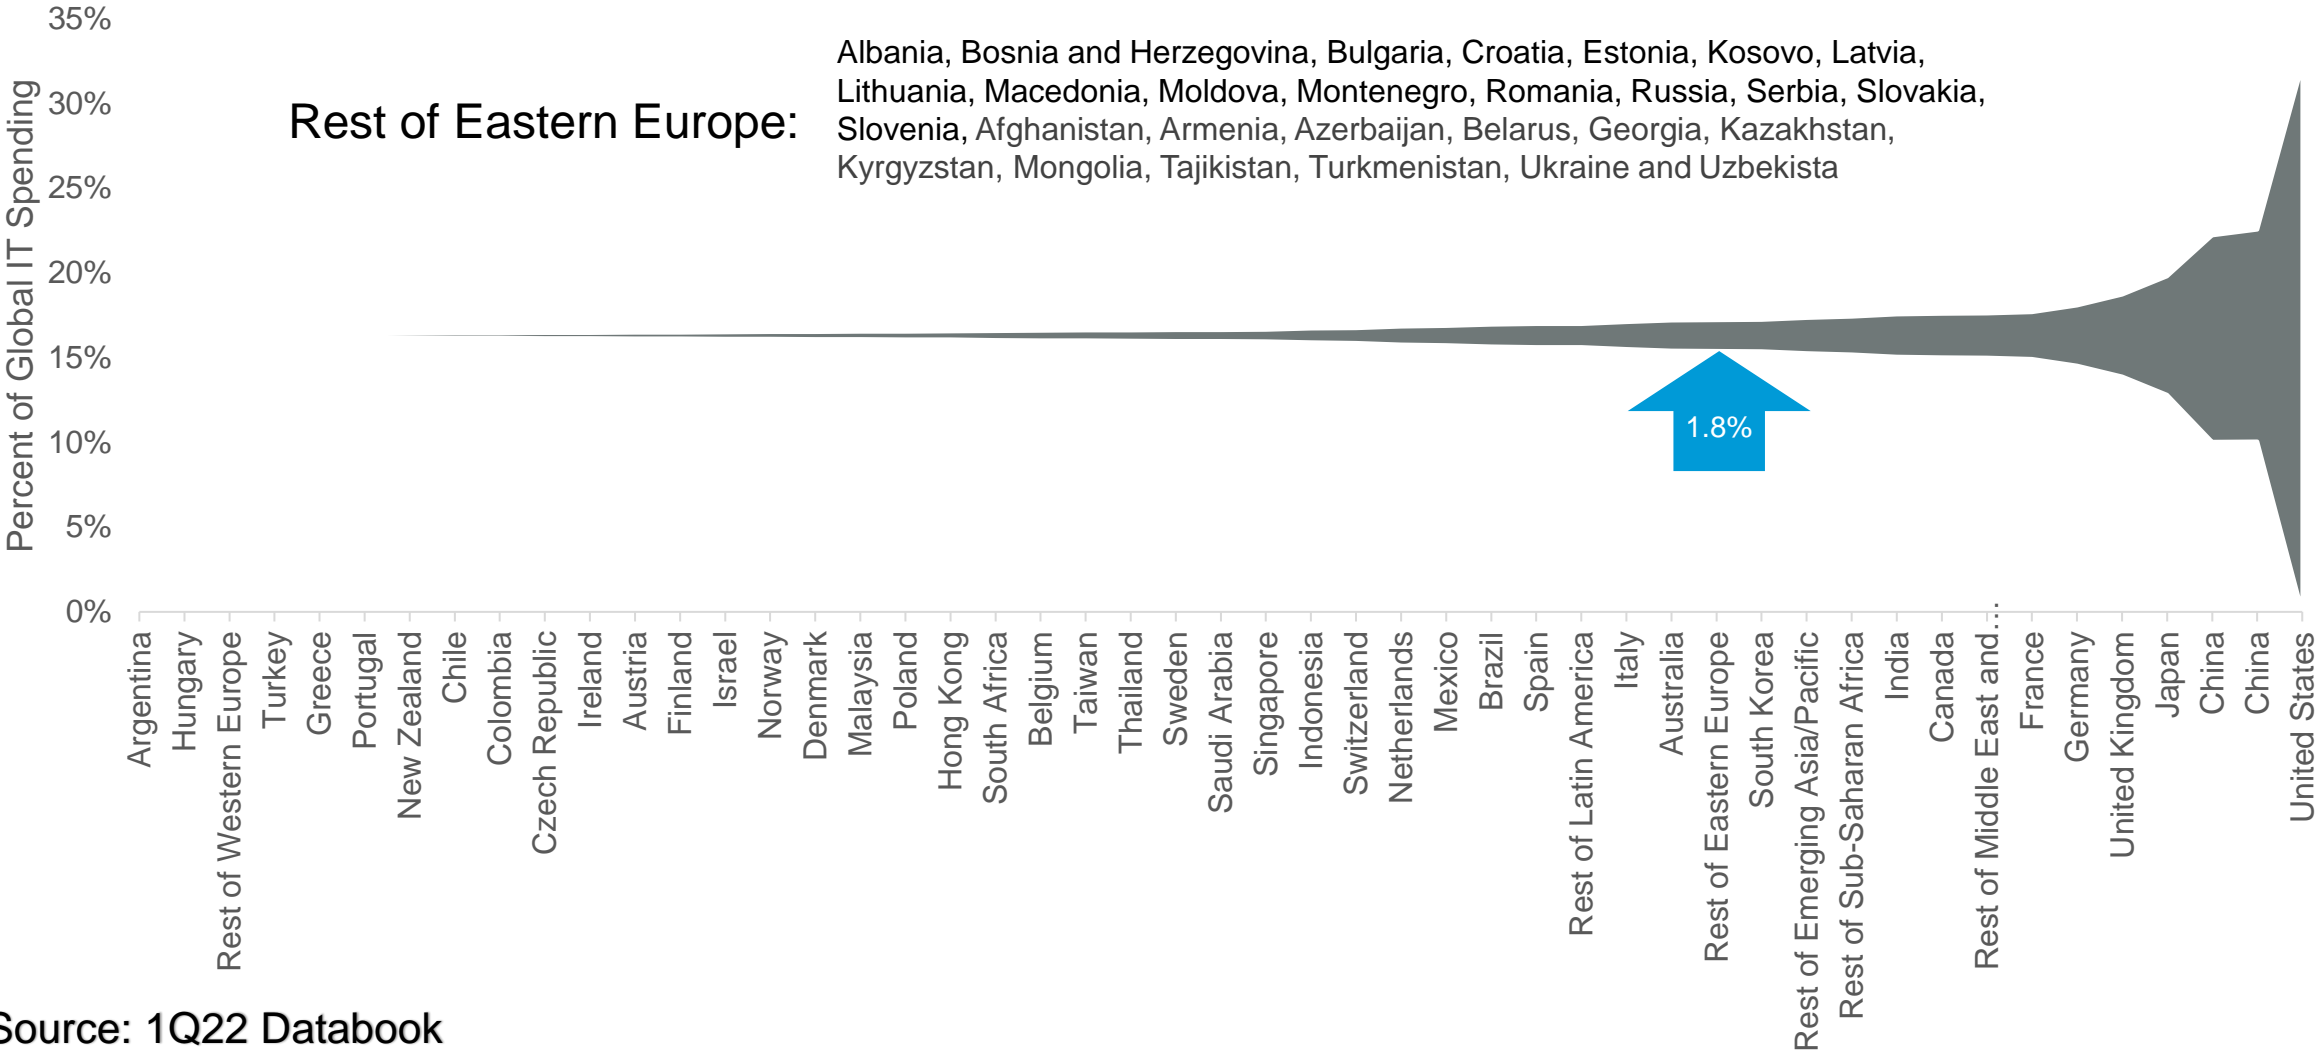 35%
30%
25%
20%
15%
10%
5%
0%
Percent of Global IT Spending
Rest of Eastern Europe:
Albania, Bosnia and Herzegovina, Bulgaria, Croatia, Estonia, Kosovo, Latvia,
Lithuania, Macedonia, Moldova, Montenegro, Romania, Russia, Serbia, Slovakia,
Slovenia, Afghanistan, Armenia, Azerbaijan, Belarus, Georgia, Kazakhstan,
Kyrgyzstan, Mongolia, Tajikistan, Turkmenistan, Ukraine and Uzbekista
1.8%
Argentina
Hungary
Rest of Western Europe
Turkey
Greece
Portugal
New Zealand
Chile
Colombia
Czech Republic
Ireland
Austria
Finland
Israel
Norway
Denmark
Malaysia
Poland
Hong Kong
South Africa
Belgium
Taiwan
Thailand
Sweden
Saudi Arabia
Singapore
Indonesia
Switzerland
Netherlands
Mexico
Brazil
Spain
Rest of Latin America
Italy
Australia
Rest of Eastern Europe
South Korea
Rest of Emerging Asia/Pacific
Rest of Sub-Saharan Africa
India
Canada
Rest of Middle East and…
France
Germany
United Kingdom
Japan
China
China
United States
Source: 1Q22 Databook